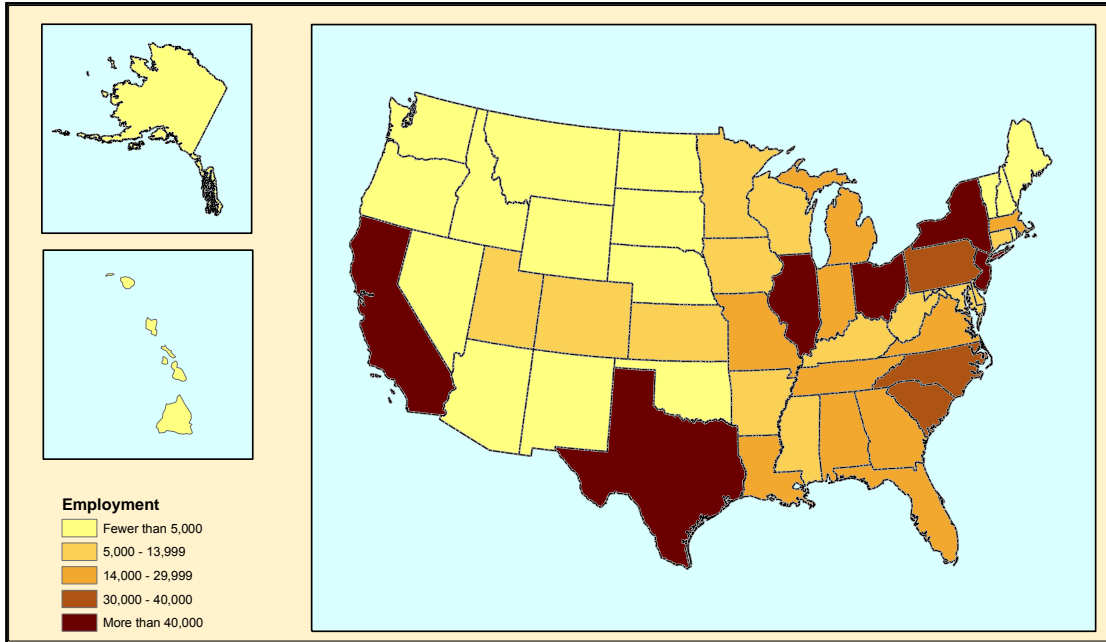 Employment
Fewer than 5,000
5,000 - 13,999
14,000 - 29,999
30,000 - 40,000
More than 40,000